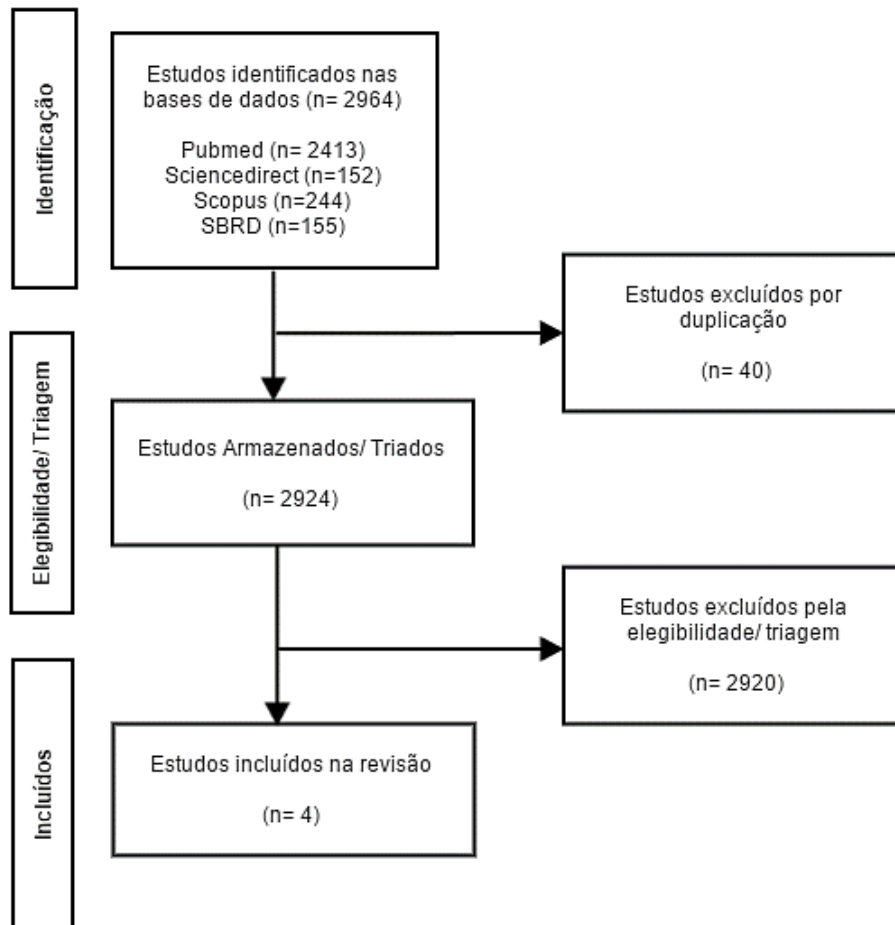 Identificação
Estudos identificados nas
bases de dados (n= 2964)
Pubmed (n= 2413)
Sciencedirect (n=152)
Scopus (n=244)
SBRD (n=155)
Estudos excluídos por
duplicação
(n= 40)
Elegibilidade/ Triagem
Estudos Armazenados/ Triados
(n= 2924)
Estudos excluídos pela
elegibilidade/ triagem
(n= 2920)
Incluídos
Estudos incluídos na revisão
(n= 4)